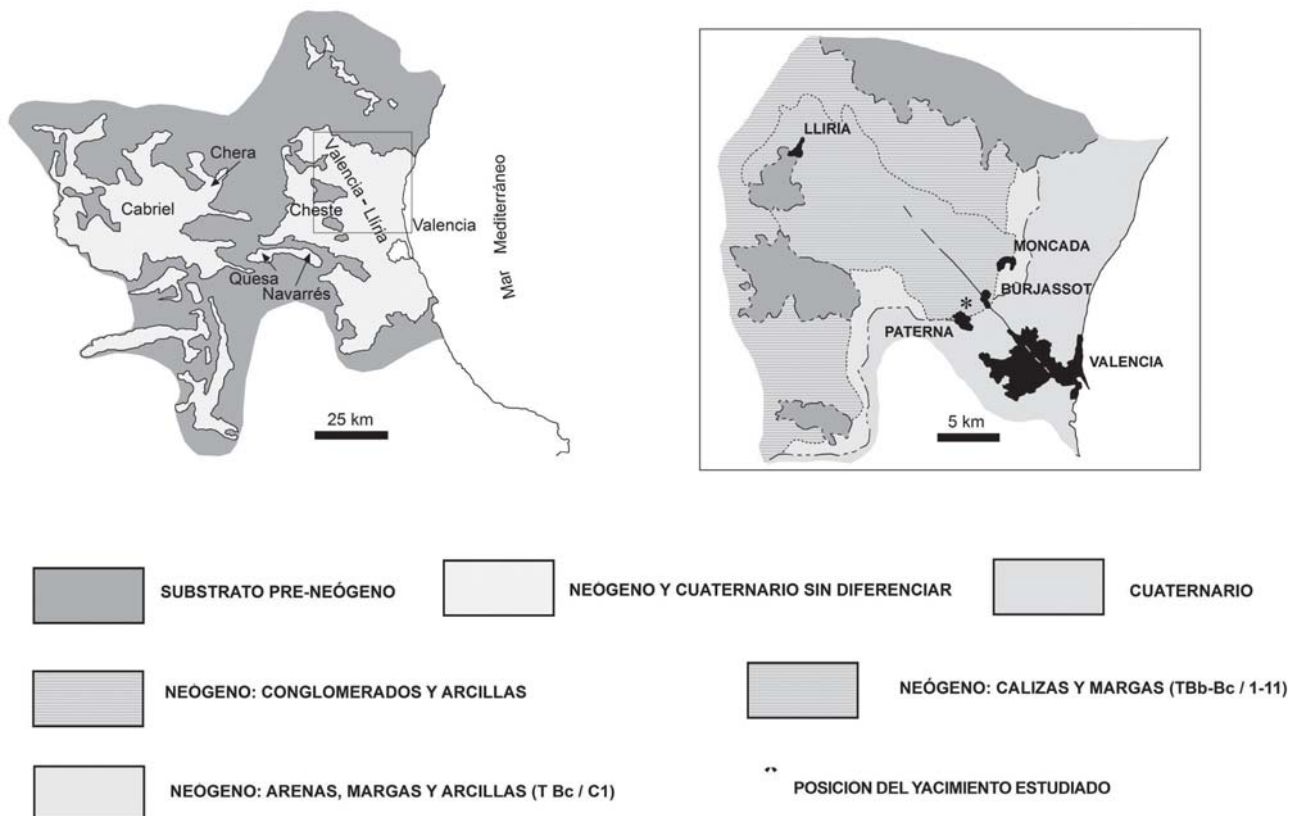 Chera
Cabriel
Cheste
Valencia - Llíria
Valencia
Quesa
Navarrés
Mar Mediterráneo
25 km
LLIRIA
MONCADA
BURJASSOT
*
PATERNA
VALENCIA
5 km
SUBSTRATO PRE-NEÓGENO
NEÓGENO Y CUATERNARIO SIN DIFERENCIAR
CUATERNARIO
NEÓGENO: CONGLOMERADOS Y ARCILLAS
NEÓGENO: CALIZAS Y MARGAS (TBb-Bc / 1-11)
NEÓGENO: ARENAS, MARGAS Y ARCILLAS (T Bc / C1)
POSICION DEL YACIMIENTO ESTUDIADO